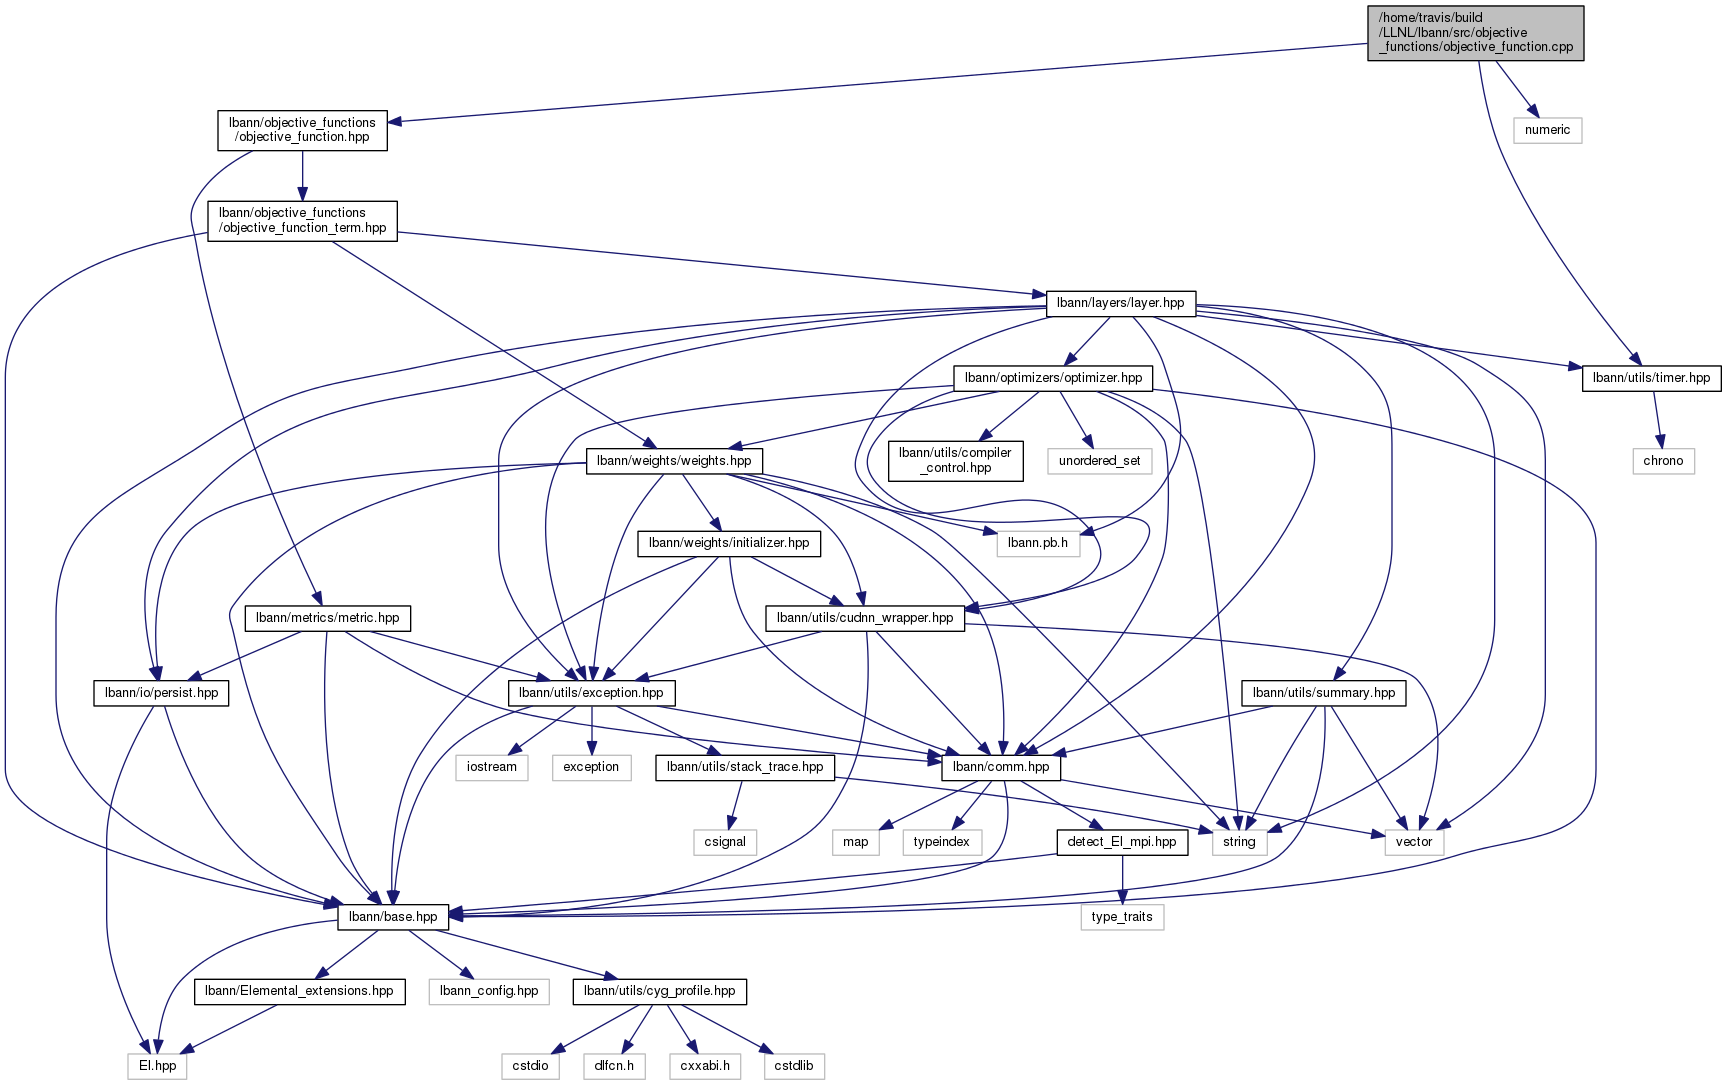 /home/travis/build
/LLNL/lbann/src/objective
_functions/objective_function.cpp
lbann/objective_functions
/objective_function.hpp
numeric
lbann/objective_functions
/objective_function_term.hpp
lbann/layers/layer.hpp
lbann/optimizers/optimizer.hpp
lbann/utils/timer.hpp
lbann/weights/weights.hpp
lbann/utils/compiler
_control.hpp
unordered_set
chrono
lbann/weights/initializer.hpp
lbann.pb.h
lbann/metrics/metric.hpp
lbann/utils/cudnn_wrapper.hpp
lbann/io/persist.hpp
lbann/utils/exception.hpp
lbann/utils/summary.hpp
iostream
exception
lbann/utils/stack_trace.hpp
lbann/comm.hpp
csignal
map
typeindex
detect_El_mpi.hpp
string
vector
lbann/base.hpp
type_traits
lbann/Elemental_extensions.hpp
lbann_config.hpp
lbann/utils/cyg_profile.hpp
El.hpp
cstdio
dlfcn.h
cxxabi.h
cstdlib